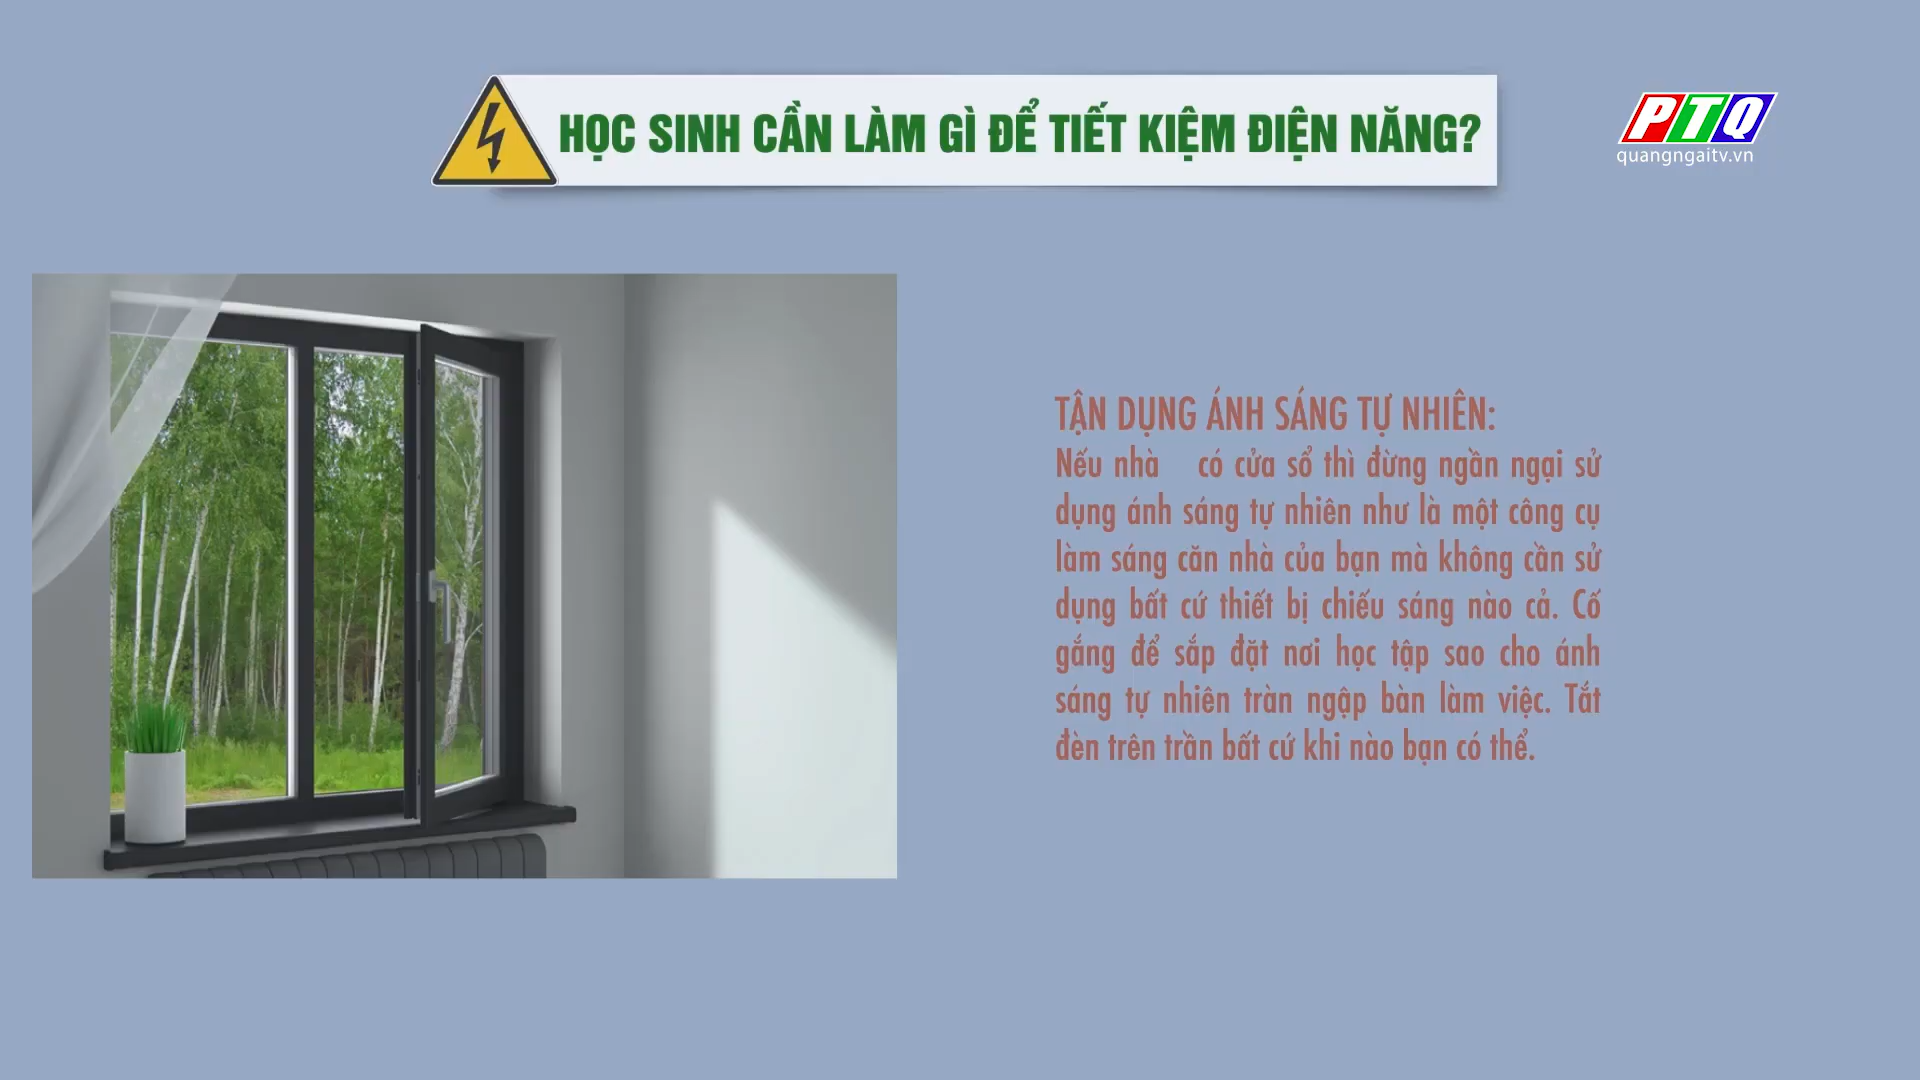 HỌC SINH CẦN LÀM GÌ ĐỂ TIẾT KIỆM ĐIỆN NĂNG?
PTQ
quangngaitv.vn
TẬN DỤNG ÁNH SÁNG TỰ NHIÊN:
Nếu nhà có cửa sổ thì đừng ngần ngại sử
dụng ánh sáng tự nhiên như là một công cụ
làm sáng căn nhà của bạn mà không cần sử
dụng bất cứ thiết bị chiếu sáng nào cả. Cố
gắng để sắp đặt nơi học tập sao cho ánh
sáng tự nhiên tràn ngập bàn làm việc. Tắt
đèn trên trần bất cứ khi nào bạn có thể.